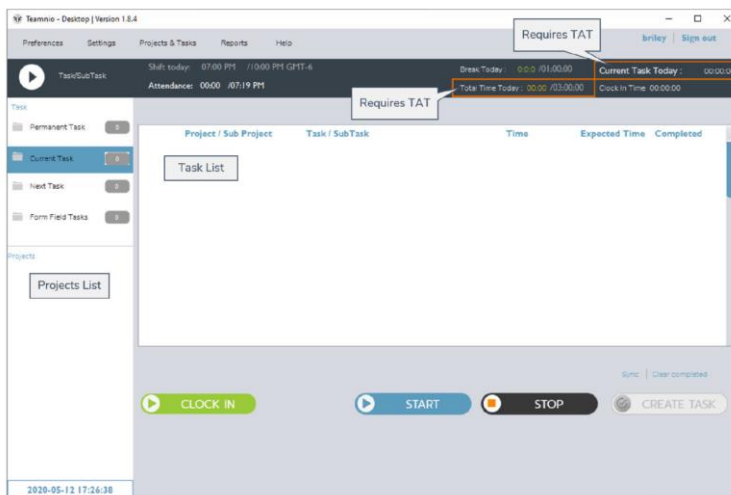 Teamnio - Desktop | Version 1.8.4
Preferences Settings Projects & Tasks Reports Help
briley | Sign out
Requires TAT
Task/SubTask
Shift today: 07:00 PM /10:00 PM GMT-6
Attendance: 00:00 /07:19 PM
Break Today: 0:0:0 /01:00:00
Total Time Today: 00:00 /03:00:00
Current Task Today: 00:00:0
Clock In Time 00:00:00
Requires TAT
Task
Permanent Task 0
Current Task 0
Next Task 0
Form Field Tasks 0
Projects
Projects List
Project / Sub Project Task / SubTask Time Expected Time Completed
Task List
Sync | Clear completed
CLOCK IN START STOP CREATE TASK
2020-05-12 17:26:38